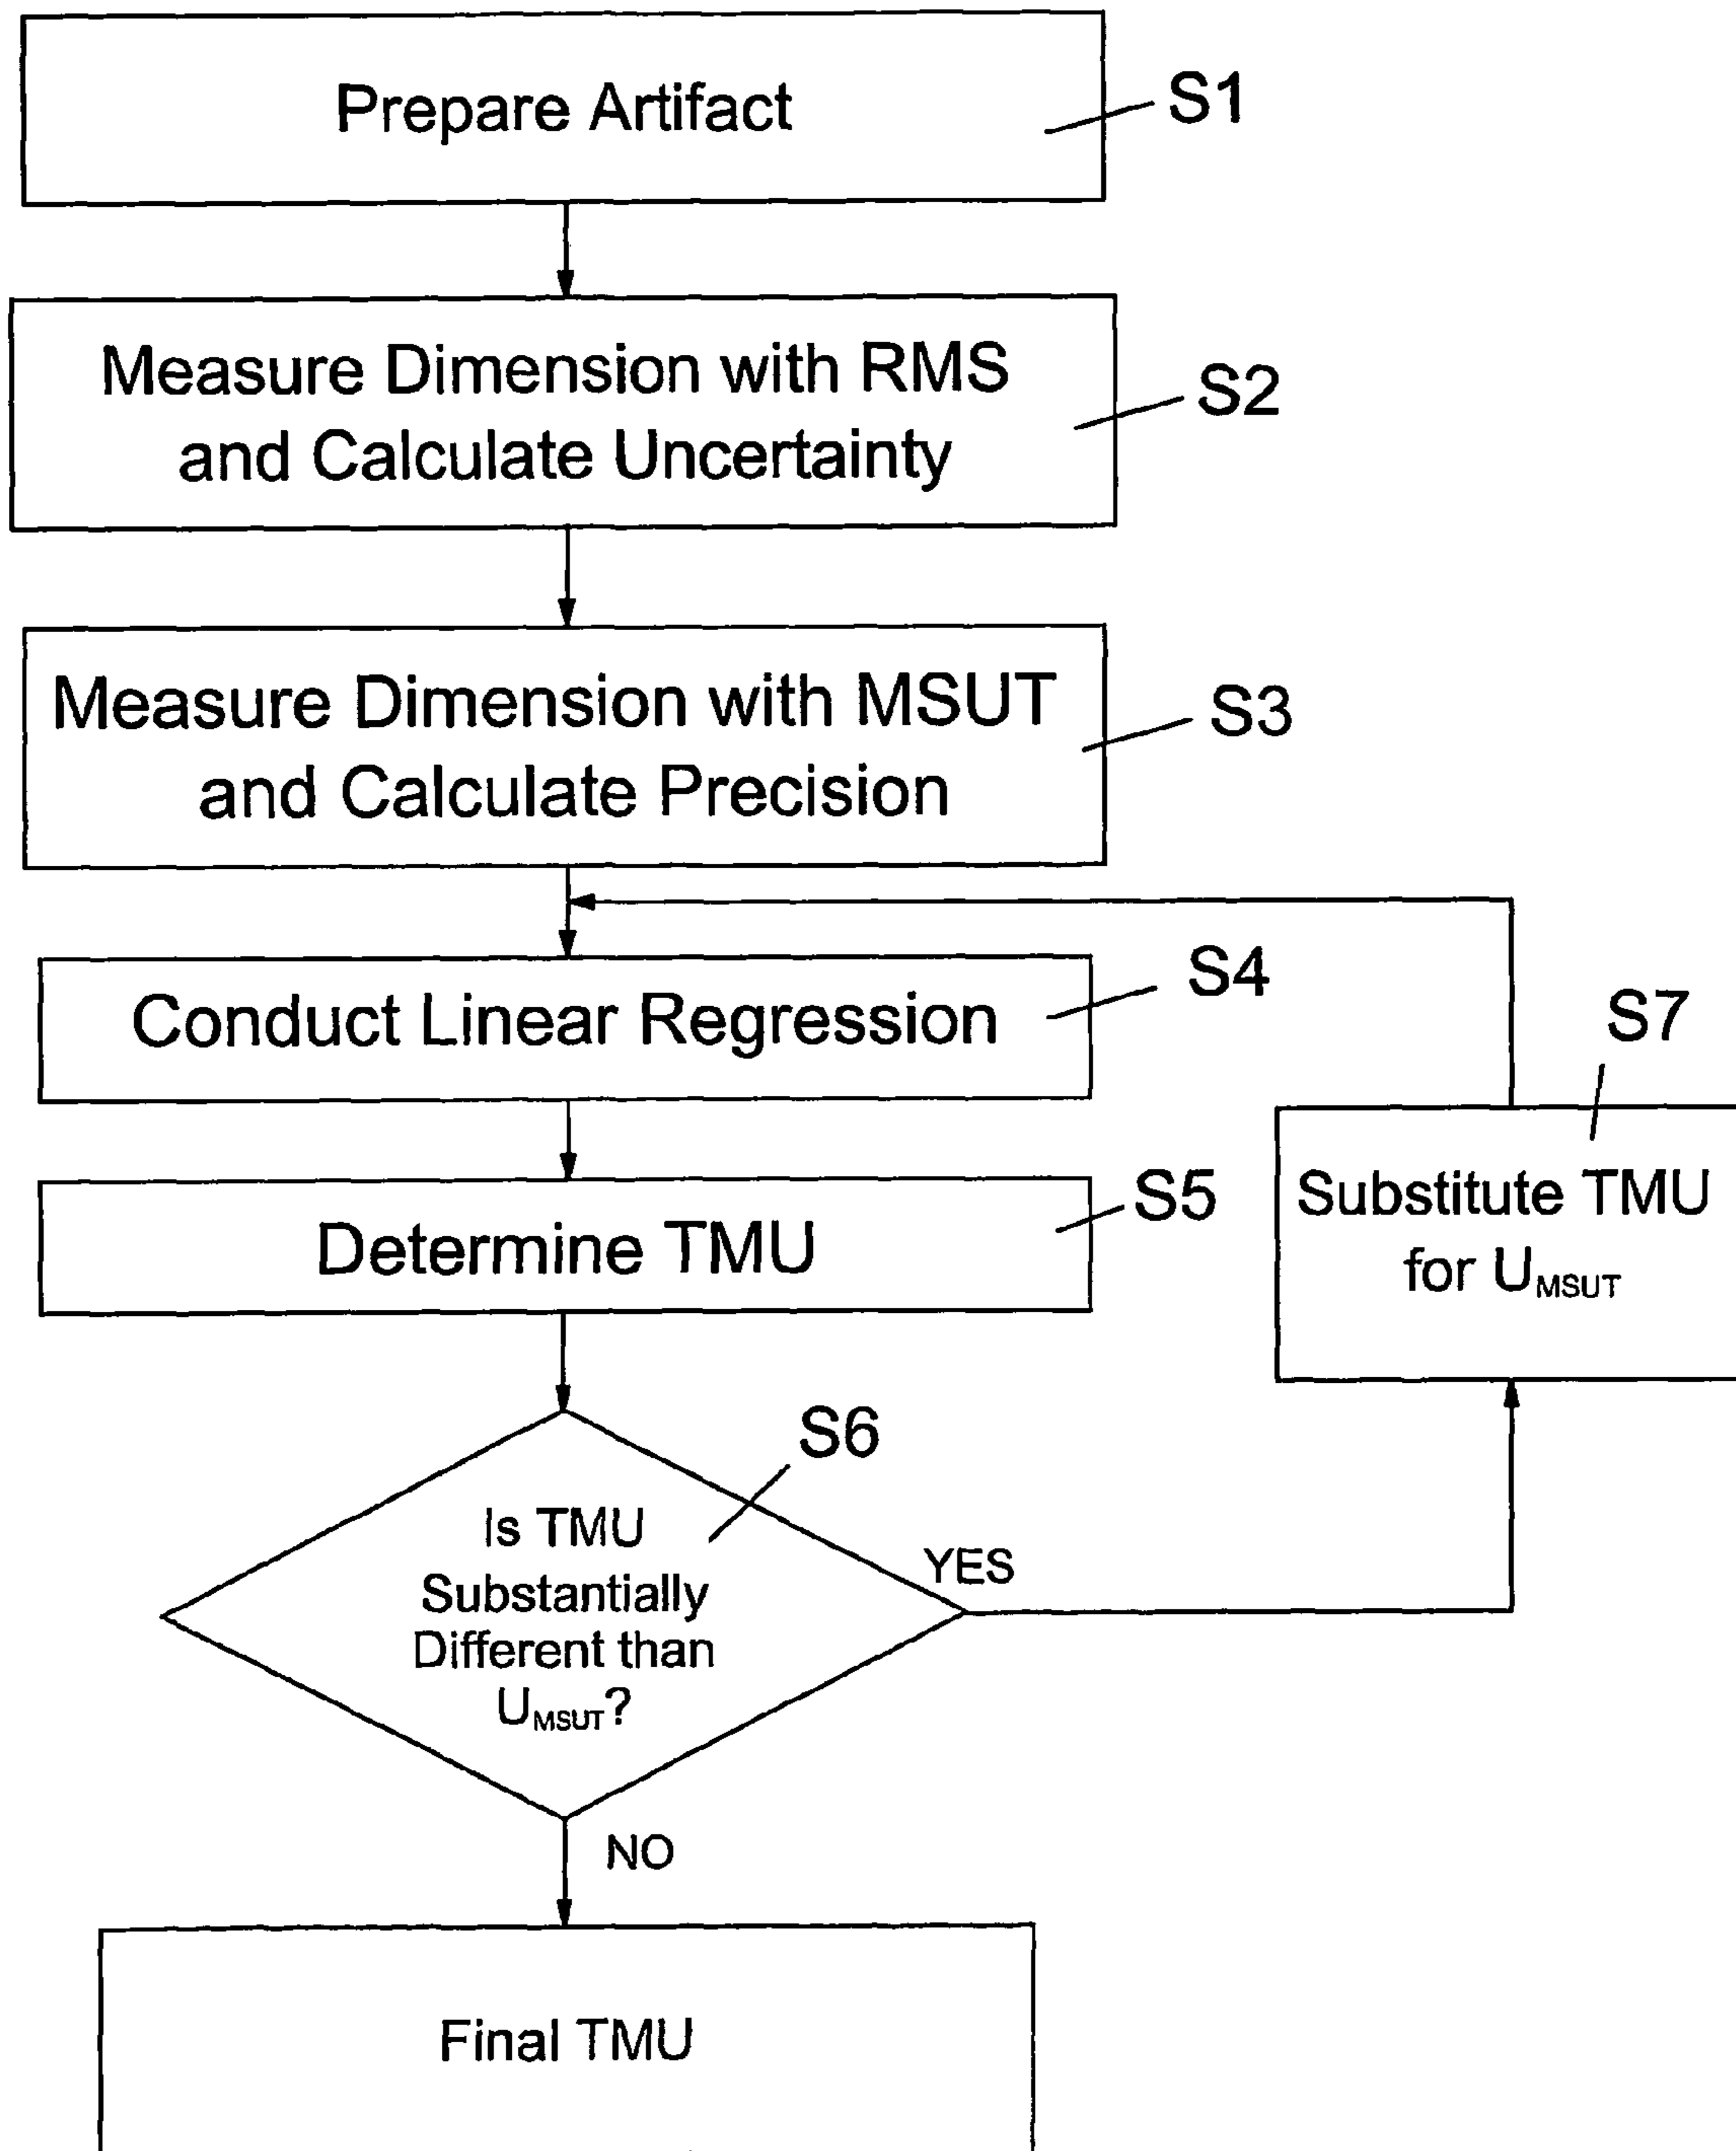 Prepare Artifact
S1
Measure Dimension with RMS
and Calculate Uncertainty
S2
Measure Dimension with MSUT
and Calculate Precision
S3
Conduct Linear Regression
S4
S7
Substitute TMU
for UMSUT
Determine TMU
S5
S6
Is TMU
Substantially
Different than
UMSUT?
YES
NO
Final TMU